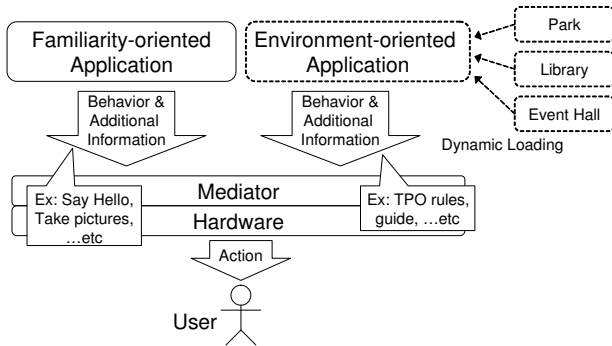 Familiarity-oriented
Application
Environment-oriented
Application
Park
Library
Event Hall
Dynamic Loading
Behavior &
Additional
Information
Behavior &
Additional
Information
Mediator
Hardware
Ex: Say Hello,
Take pictures,
…etc
Ex: TPO rules,
guide, …etc
Action
User